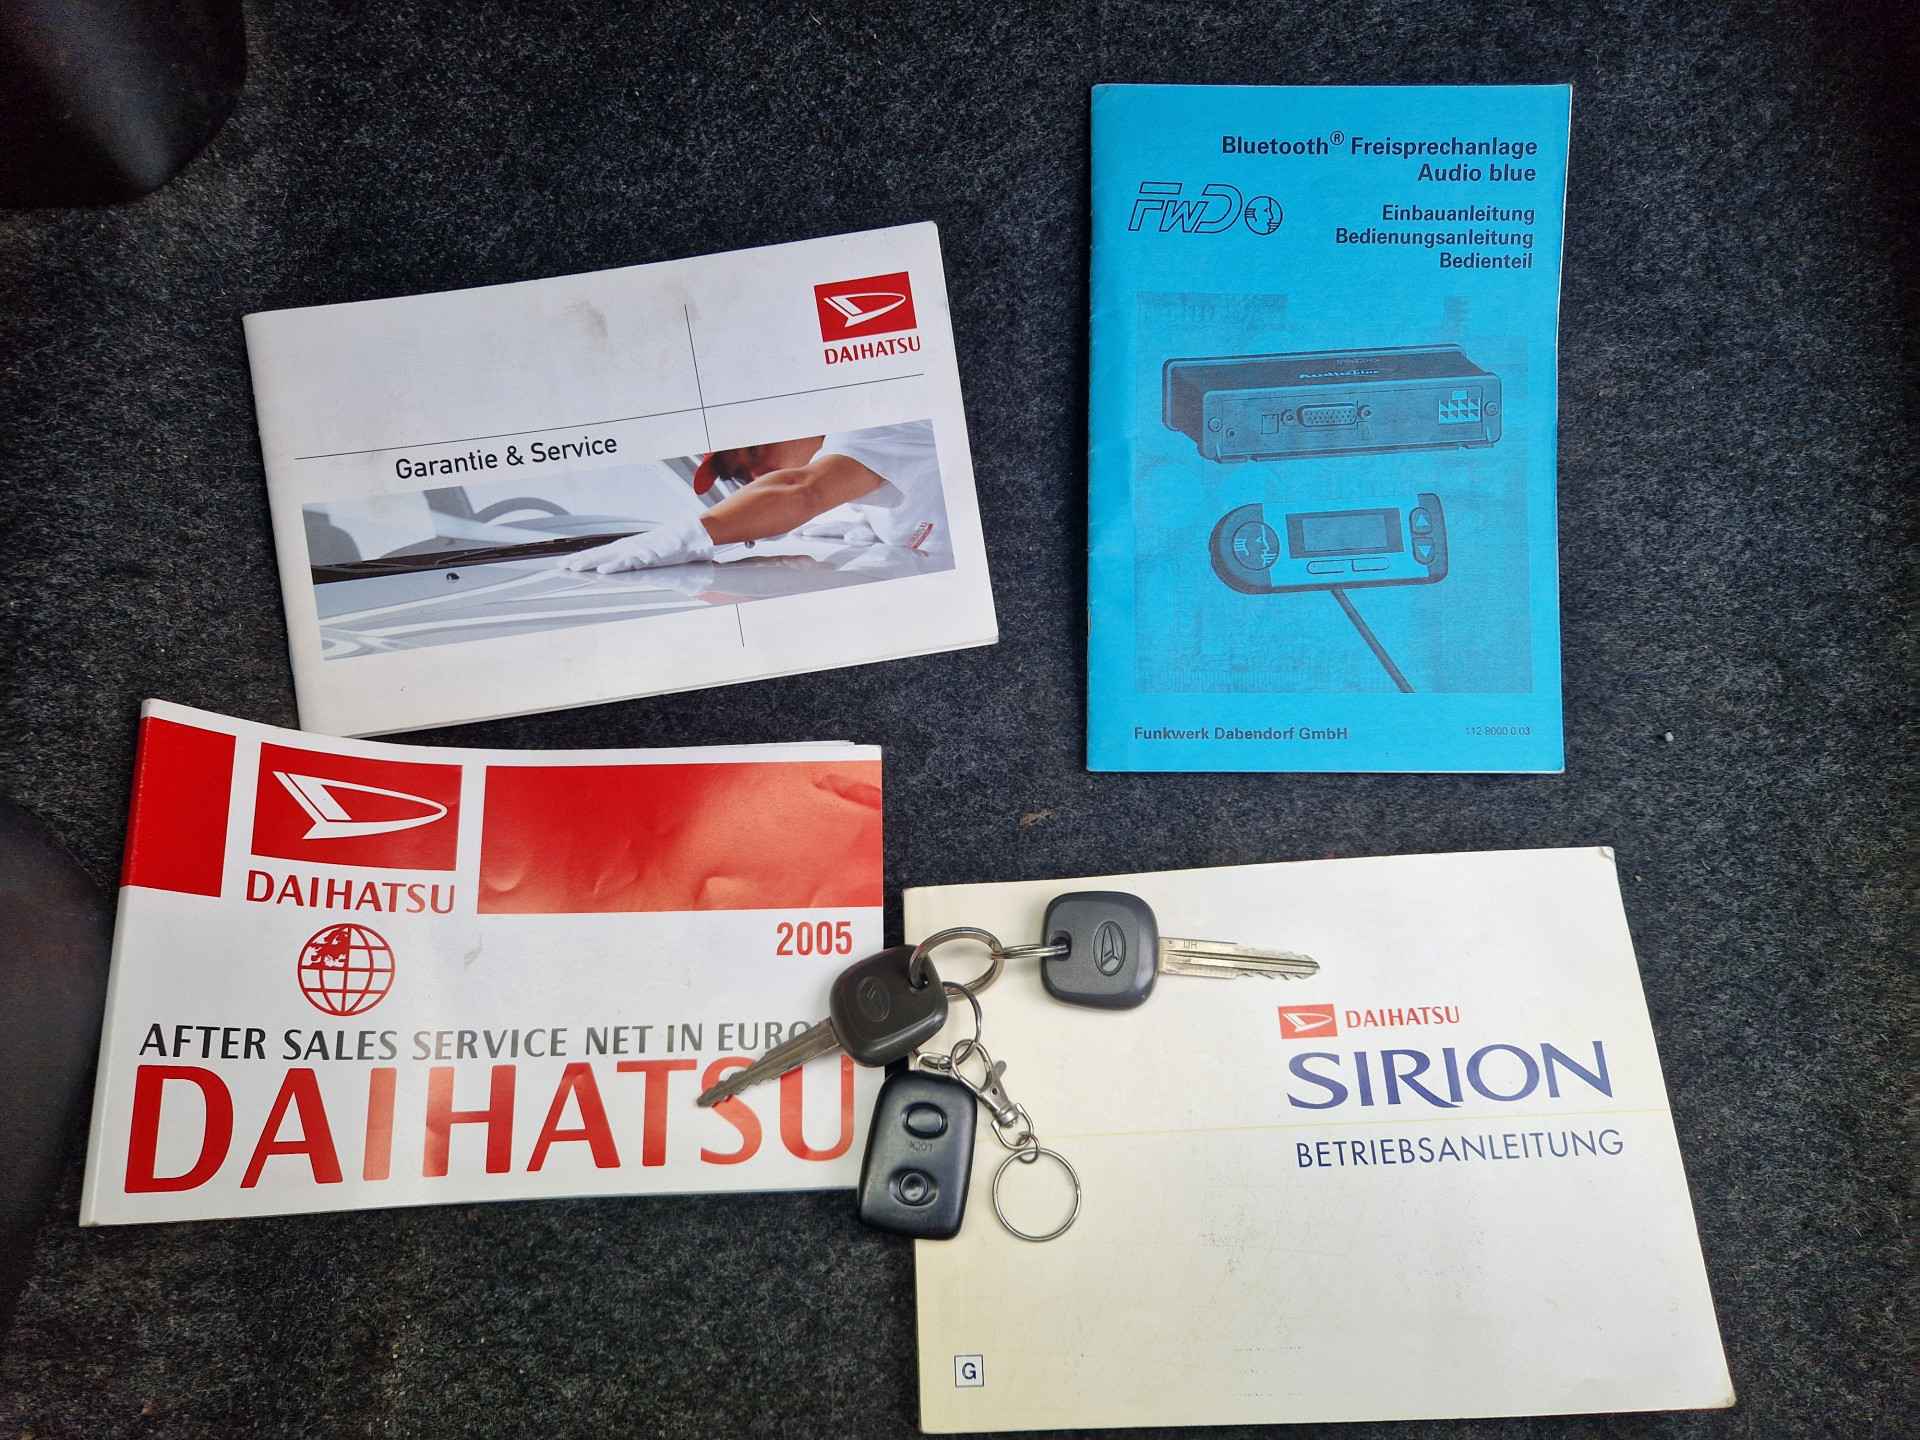 DAIHATSU
Garantie & Service
Bluetooth® Freisprechanlage
Audio blue
FWD
Einbauanleitung
Bedienungsanleitung
Bedienteil
Funkwerk Dabendorf GmbH
112 8000 0 03
DAIHATSU
2005
AFTER SALES SERVICE NET IN EURO
DAIHATSU
DAIHATSU
SIRION
BETRIEBSANLEITUNG
G